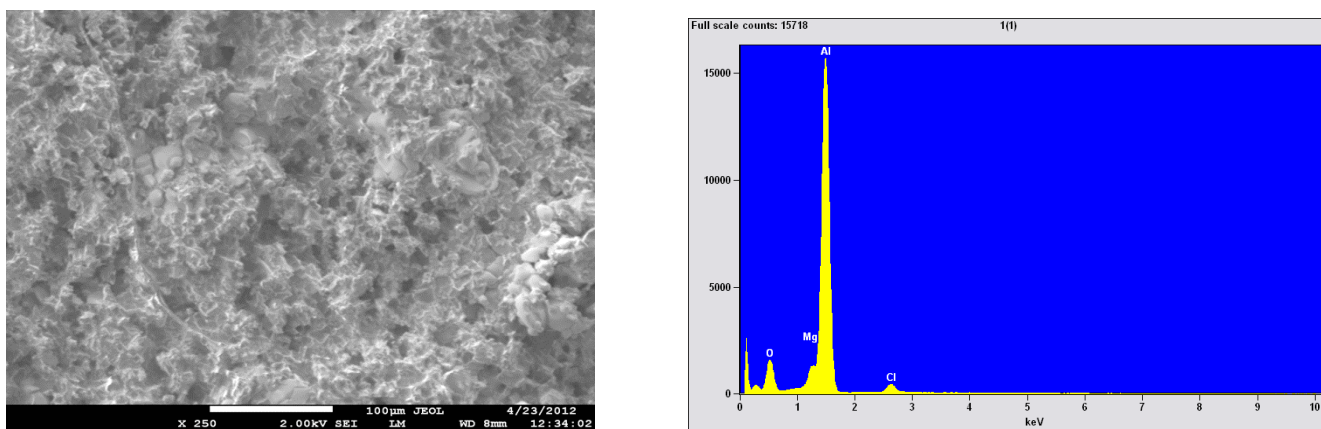 100µm JEOL 4/23/2012
X 250 2.00kV SEI LM WD 8mm 12:34:02
Full scale counts: 15718 1(1)
Al
15000
10000
5000
Mg
O
Cl
0
0 1 2 3 4 5 6 7 8 9 10
keV